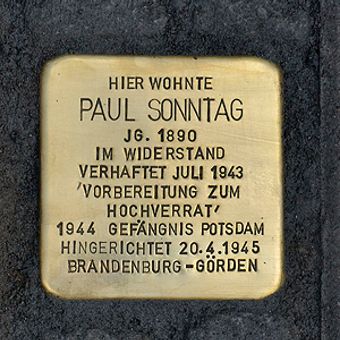 HIER WOHNTE
PAUL SONNTAG
JG. 1890
IM WIDERSTAND
VERHAFTET JULI 1943
'VORBEREITUNG ZUM
HOCHVERRAT'
1944 GEFÄNGNIS POTSDAM
HINGERICHTET 20.4.1945
BRANDENBURG-GÖRDEN